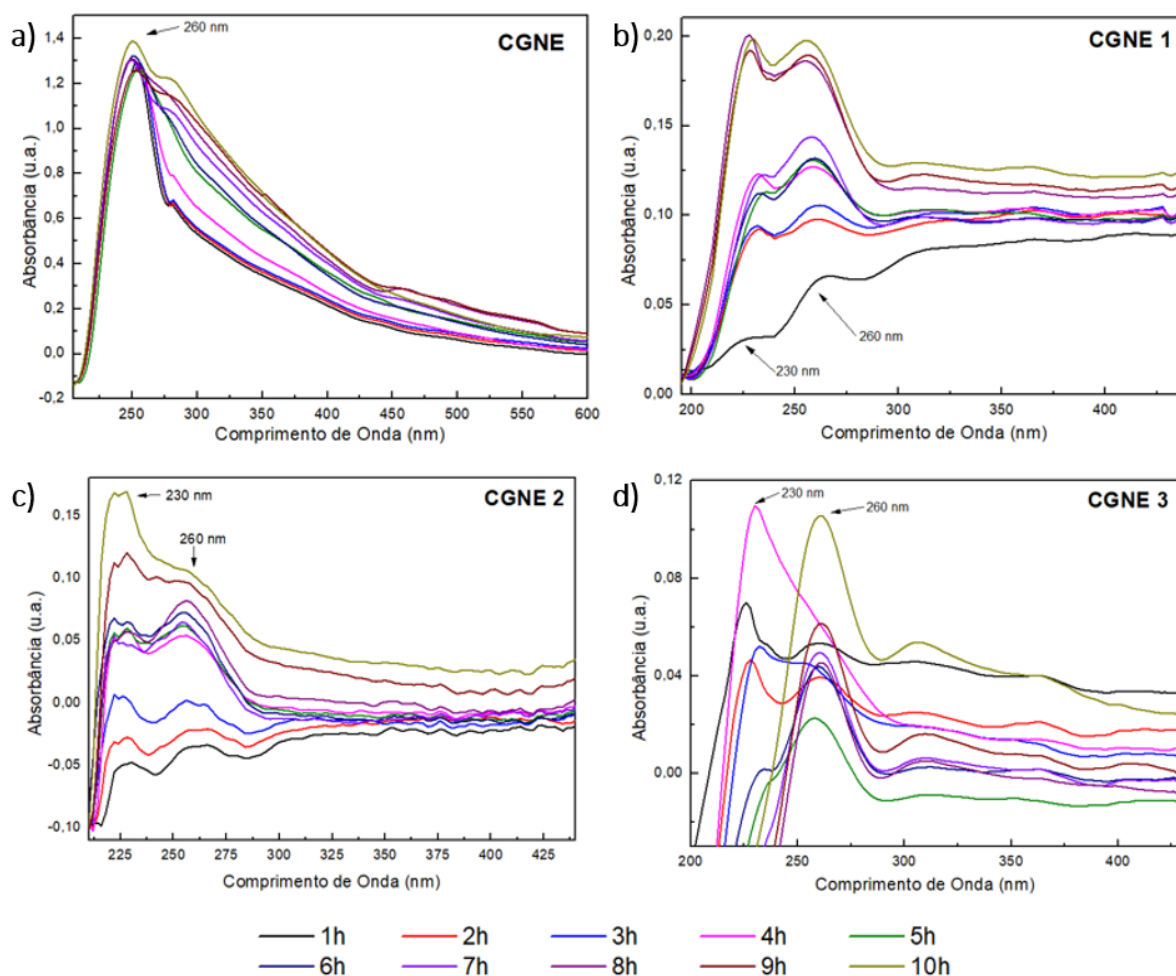 a)
CGNE
260 nm
Absorbância (u.a.)
1,4
1,2
1,0
0,8
0,6
0,4
0,2
0,0
-0,2
250 300 350 400 450 500 550 600
Comprimento de Onda (nm)
b)
CGNE 1
260 nm
230 nm
Absorbância (u.a.)
0,20
0,15
0,10
0,05
0,00
200 250 300 350 400
Comprimento de Onda (nm)
c)
CGNE 2
230 nm
260 nm
Absorbância (u.a.)
0,15
0,10
0,05
0,00
-0,05
-0,10
225 250 275 300 325 350 375 400 425
Comprimento de Onda (nm)
d)
CGNE 3
230 nm
260 nm
Absorbância (u.a.)
0,12
0,08
0,04
0,00
200 250 300 350 400
Comprimento de Onda (nm)
1h 2h 3h 4h 5h
6h 7h 8h 9h 10h